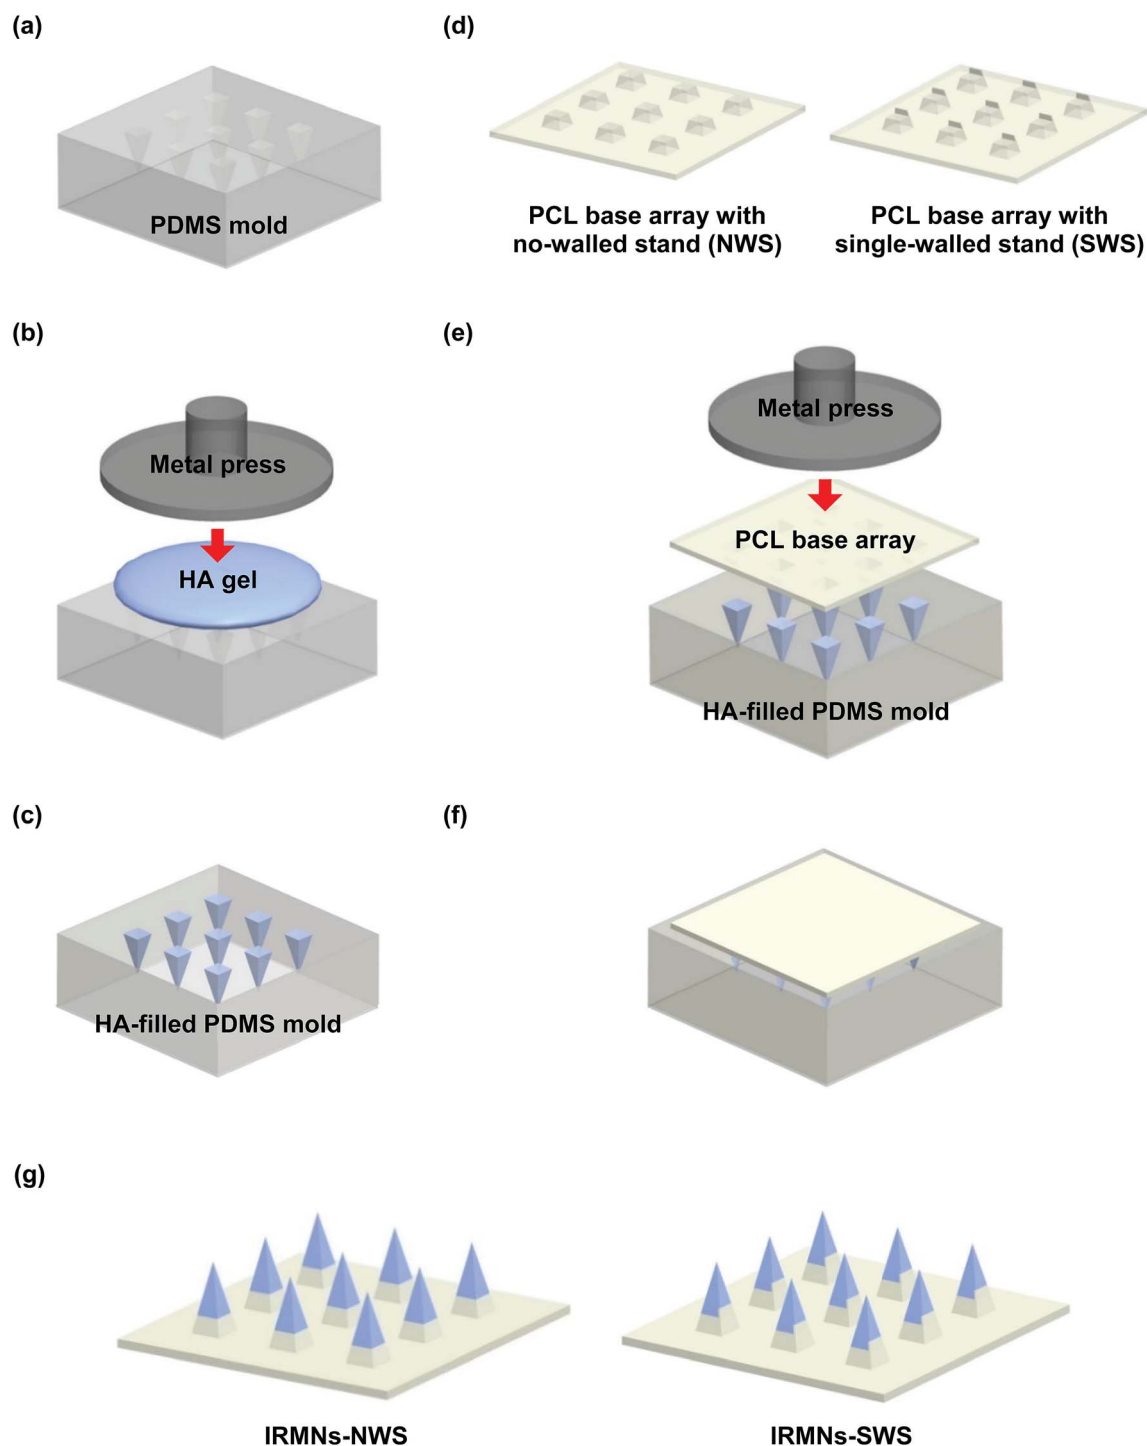 (a)
PDMS mold
(b)
Metal press
HA gel
(c)
HA-filled PDMS mold
(d)
PCL base array with
no-walled stand (NWS)
PCL base array with
single-walled stand (SWS)
(e)
Metal press
PCL base array
HA-filled PDMS mold
(f)
(g)
IRMNs-NWS
IRMNs-SWS